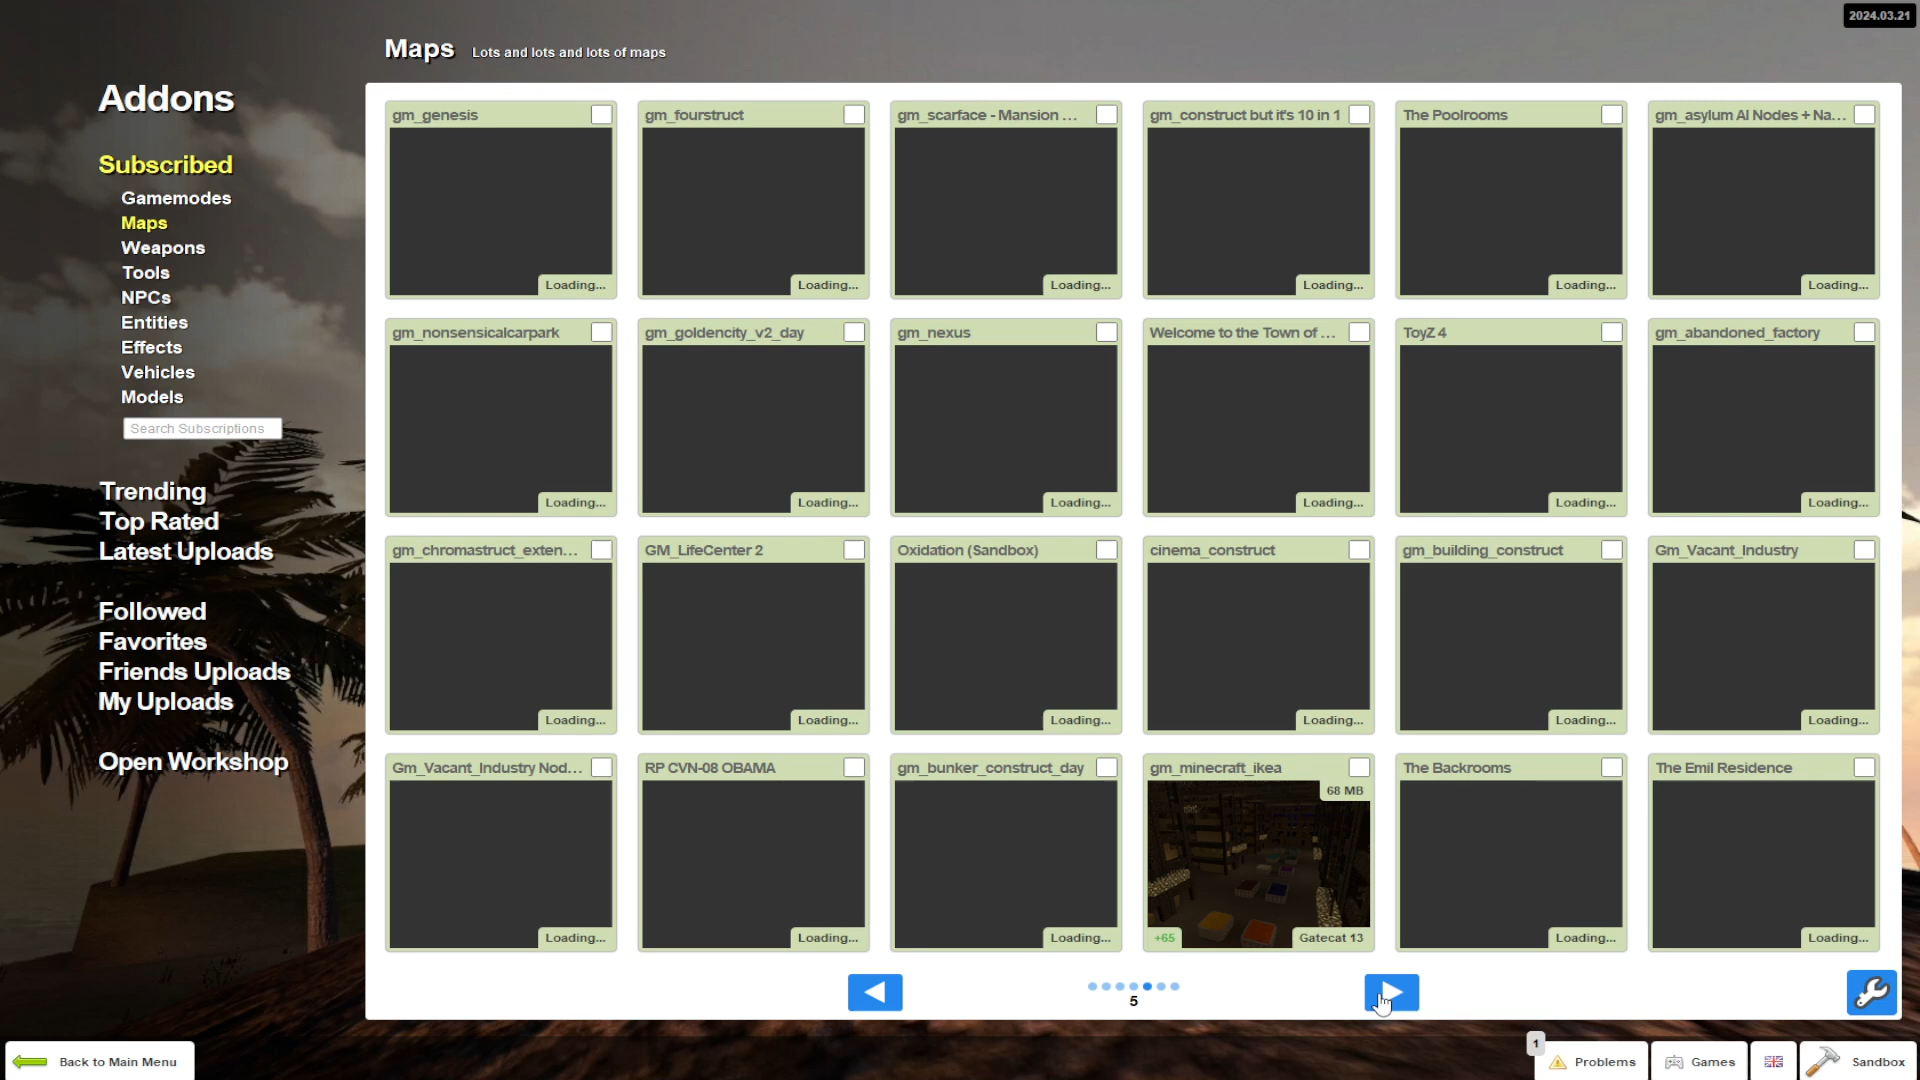 2024.03.21
Maps Lots and lots and lots of maps
Addons
Subscribed
Gamemodes
Maps
Weapons
Tools
NPCs
Entities
Effects
Vehicles
Models
Search Subscriptions
Trending
Top Rated
Latest Uploads
Followed
Favorites
Friends Uploads
My Uploads
Open Workshop
gm_genesis
Loading...
gm_fourstruct
Loading...
gm_scarface - Mansion ...
Loading...
gm_construct but it's 10 in 1
Loading...
The Poolrooms
Loading...
gm_asylum AI Nodes + Na...
Loading...
gm_nonsensicalcarpark
Loading...
gm_goldencity_v2_day
Loading...
gm_nexus
Loading...
Welcome to the Town of ...
Loading...
ToyZ 4
Loading...
gm_abandoned_factory
Loading...
gm_chromastruct_exten...
Loading...
GM_LifeCenter 2
Loading...
Oxidation (Sandbox)
Loading...
cinema_construct
Loading...
gm_building_construct
Loading...
Gm_Vacant_Industry
Loading...
Gm_Vacant_Industry Nod...
Loading...
RP CVN-08 OBAMA
Loading...
gm_bunker_construct_day
Loading...
gm_minecraft_ikea
68 MB
+65
Gatecat 13
The Backrooms
Loading...
The Emil Residence
Loading...
5
Back to Main Menu
1
Problems
Games
Sandbox